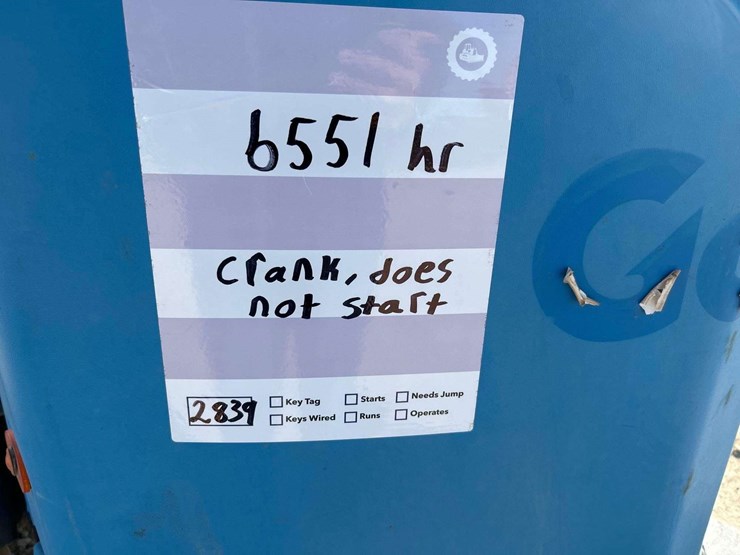 6551 hr
crank, does
not start
2839
Key Tag
Starts
Needs Jump
Keys Wired
Runs
Operates